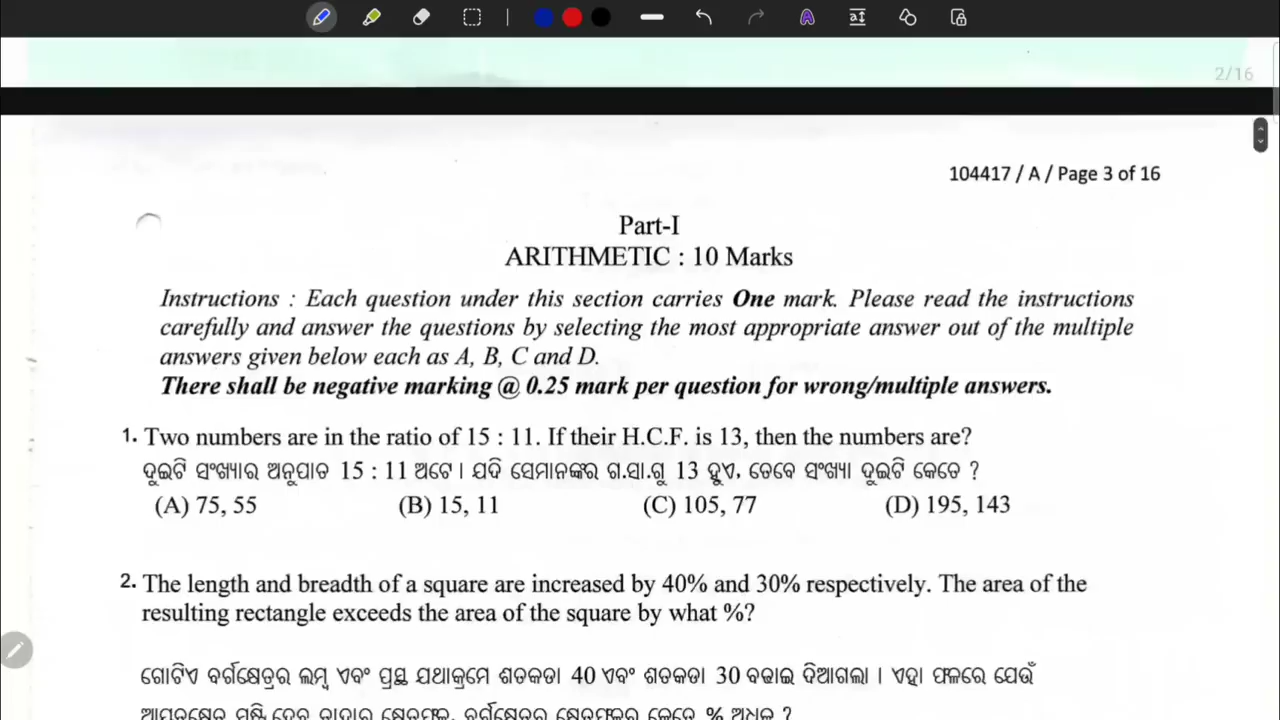 2/16
104417 / A / Page 3 of 16
Part-I
ARITHMETIC : 10 Marks
Instructions : Each question under this section carries One mark. Please read the instructions
carefully and answer the questions by selecting the most appropriate answer out of the multiple
answers given below each as A, B, C and D.
There shall be negative marking @ 0.25 mark per question for wrong/multiple answers.
1. Two numbers are in the ratio of 15 : 11. If their H.C.F. is 13, then the numbers are?
ଦୁଇଟି ସଂଖ୍ୟାର ଅନୁପାତ 15 : 11 ଅଟେ । ଯଦି ସେମାନଙ୍କର ଗ.ସା.ଗୁ 13 ହୁଏ, ତେବେ ସଂଖ୍ୟା ଦୁଇଟି କେତେ ?
(A) 75, 55 (B) 15, 11 (C) 105, 77 (D) 195, 143
2. The length and breadth of a square are increased by 40% and 30% respectively. The area of the
resulting rectangle exceeds the area of the square by what %?
ଗୋଟିଏ ବର୍ଗକ୍ଷେତ୍ରର ଲମ୍ବ ଏବଂ ପ୍ରସ୍ଥ ଯଥାକ୍ରମେ ଶତକଡା 40 ଏବଂ ଶତକଡା 30 ବଢାଇ ଦିଆଗଲା । ଏହା ଫଳରେ ଯେଉଁ
କ୍ଷେତ୍ରଫଳ, ବର୍ଗକ୍ଷେତ୍ରର କ୍ଷେତ୍ରଫଳର କେତେ % ଅଧିକ ?